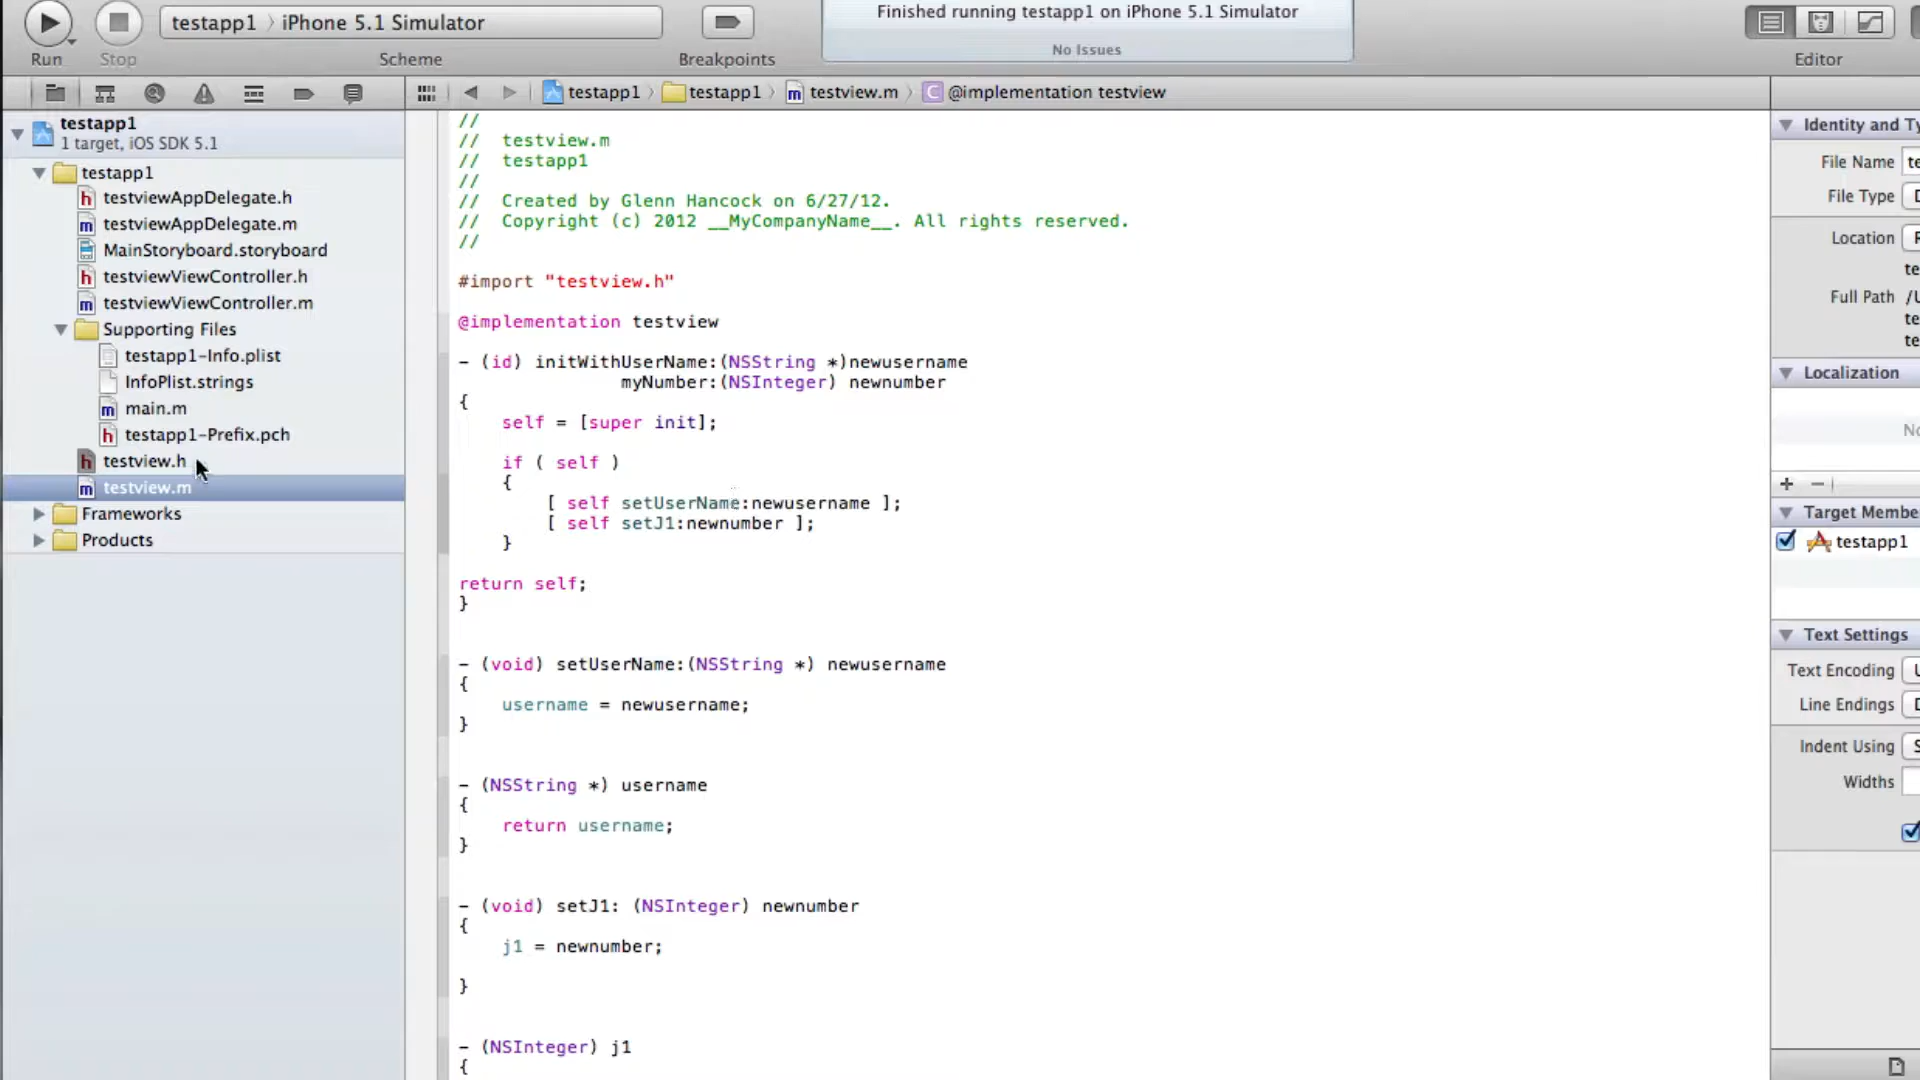 testapp1 › iPhone 5.1 Simulator
Finished running testapp1 on iPhone 5.1 Simulator
No Issues
Run
Stop
Scheme
Breakpoints
Editor
testapp1
testapp1
testview.m
C @implementation testview
testapp1
1 target, iOS SDK 5.1
testapp1
h testviewAppDelegate.h
m testviewAppDelegate.m
MainStoryboard.storyboard
h testviewViewController.h
m testviewViewController.m
Supporting Files
testapp1-Info.plist
InfoPlist.strings
m main.m
h testapp1-Prefix.pch
h testview.h
m testview.m
Frameworks
Products
//
// testview.m
// testapp1
//
// Created by Glenn Hancock on 6/27/12.
// Copyright (c) 2012 __MyCompanyName__. All rights reserved.
//
#import "testview.h"
@implementation testview
- (id) initWithUserName:(NSString *)newusername
myNumber:(NSInteger) newnumber
{
self = [super init];
if ( self )
{
[ self setUserName:newusername ];
[ self setJ1:newnumber ];
}
return self;
}
- (void) setUserName:(NSString *) newusername
{
username = newusername;
}
- (NSString *) username
{
return username;
}
- (void) setJ1: (NSInteger) newnumber
{
j1 = newnumber;
}
- (NSInteger) j1
{
Identity and Ty
File Name te
File Type
Location
te
Full Path /U
te
te
Localization
No
+ -
Target Membe
testapp1
Text Settings
Text Encoding
Line Endings
Indent Using
Widths